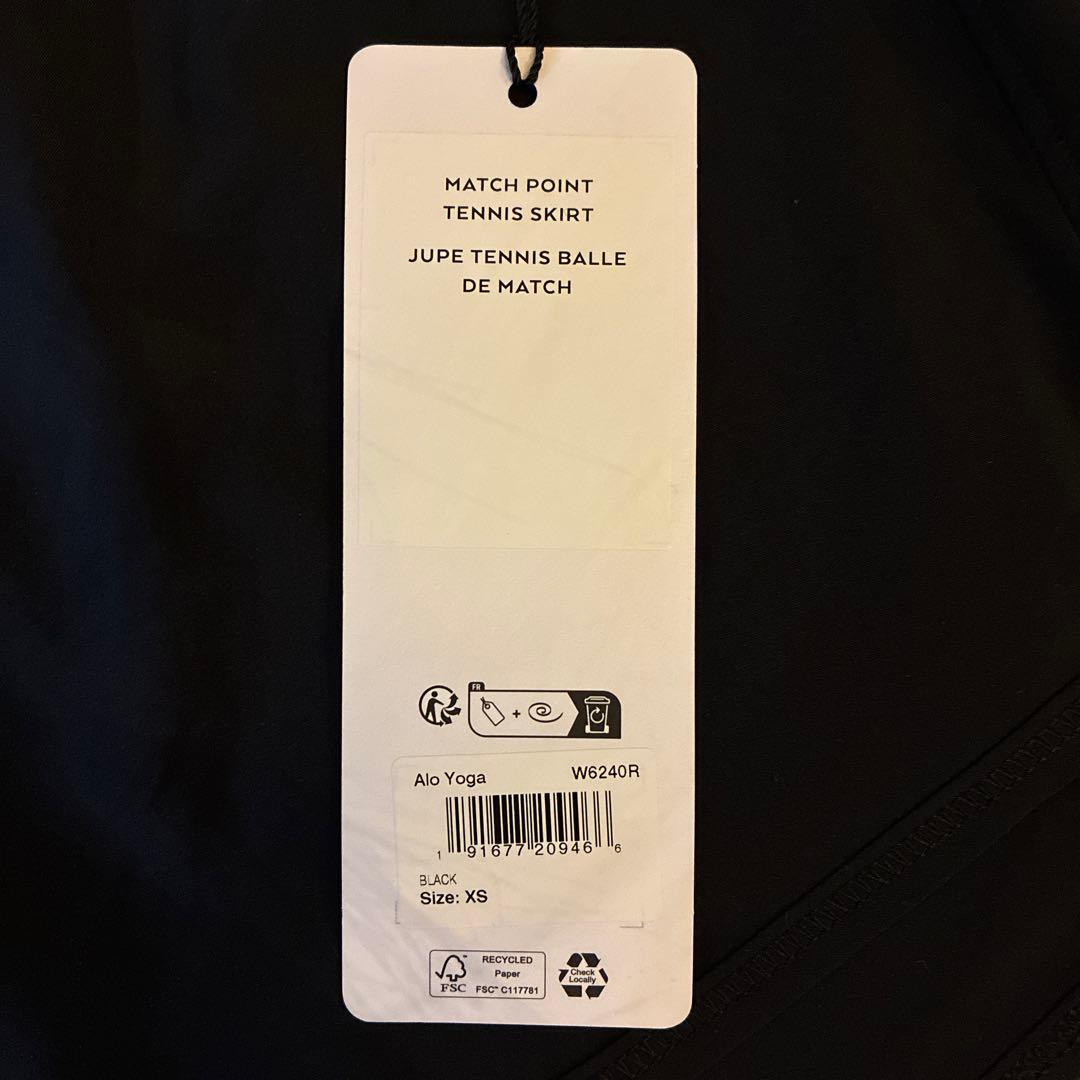 MATCH POINT
TENNIS SKIRT
JUPE TENNIS BALLE
DE MATCH
FR
+
Alo Yoga W6240R
1 91677 20946 6
BLACK
Size: XS
FSC
RECYCLED
Paper
FSC™ C117781
Check
Locally